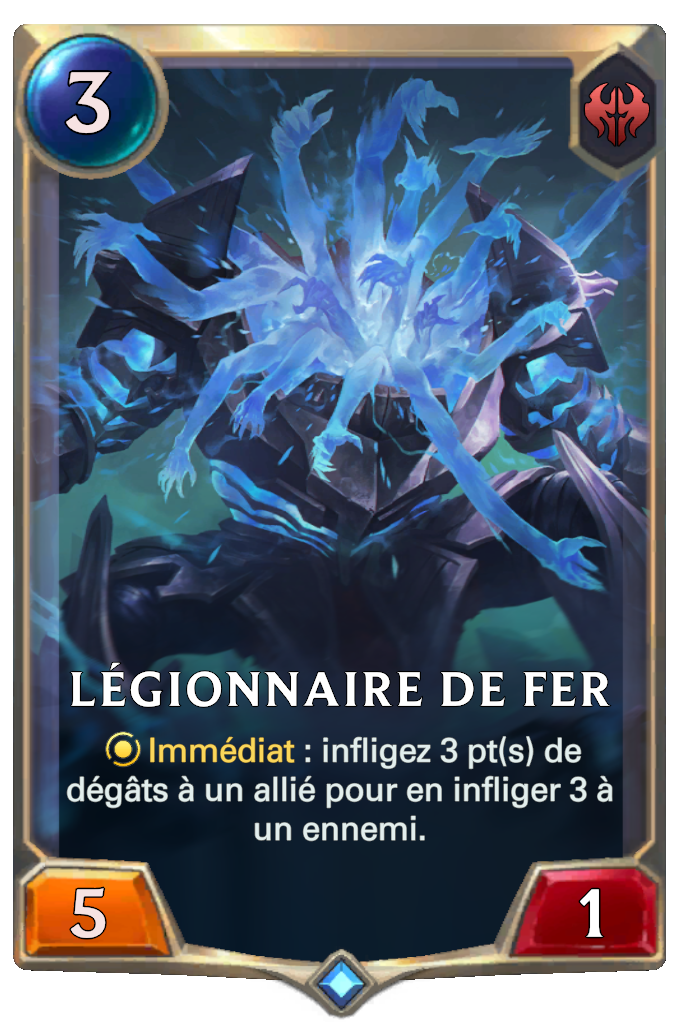 3
LÉGIONNAIRE DE FER
Immédiat : infligez 3 pt(s) de
dégâts à un allié pour en infliger 3 à
un ennemi.
5
1